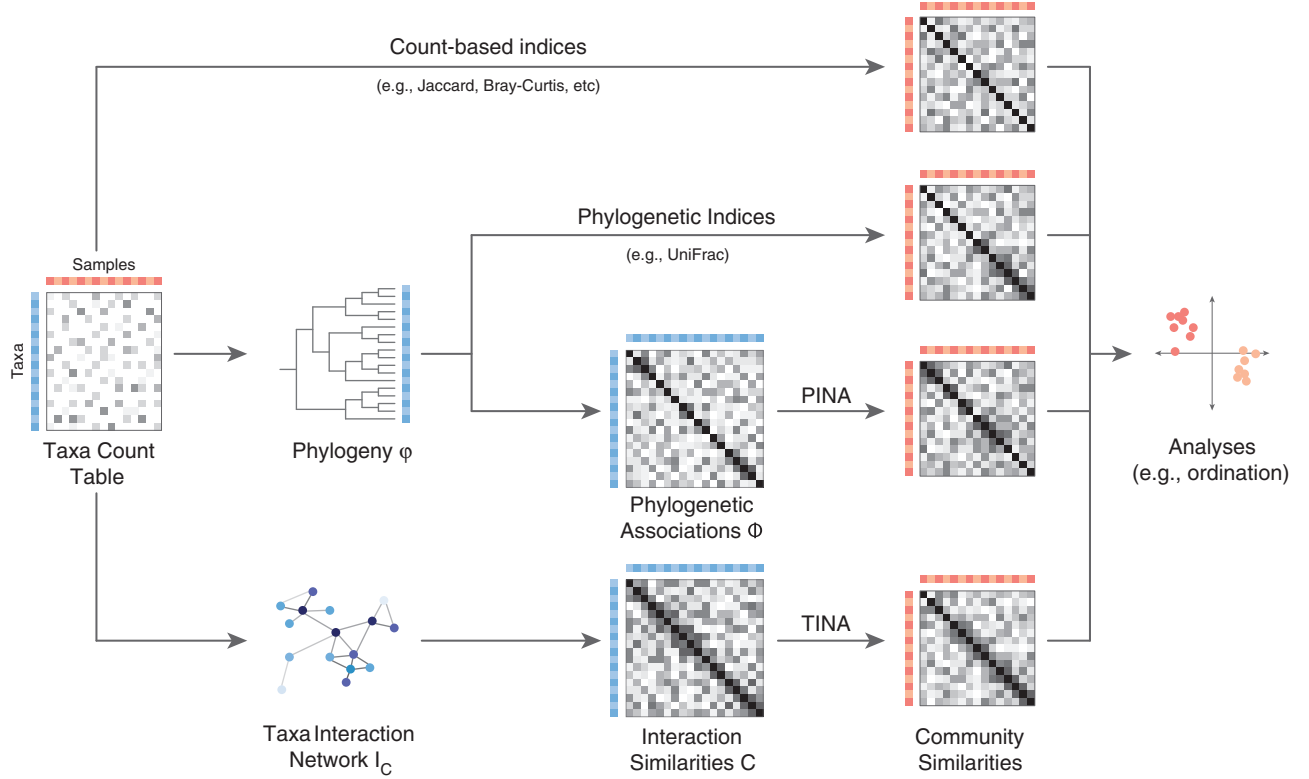 Count-based indices
(e.g., Jaccard, Bray-Curtis, etc)
Phylogenetic Indices
(e.g., UniFrac)
Samples
Taxa
Taxa Count
Table
Phylogeny φ
PINA
Phylogenetic
Associations Φ
Analyses
(e.g., ordination)
TINA
Taxa Interaction
Network I_C
Interaction
Similarities C
Community
Similarities